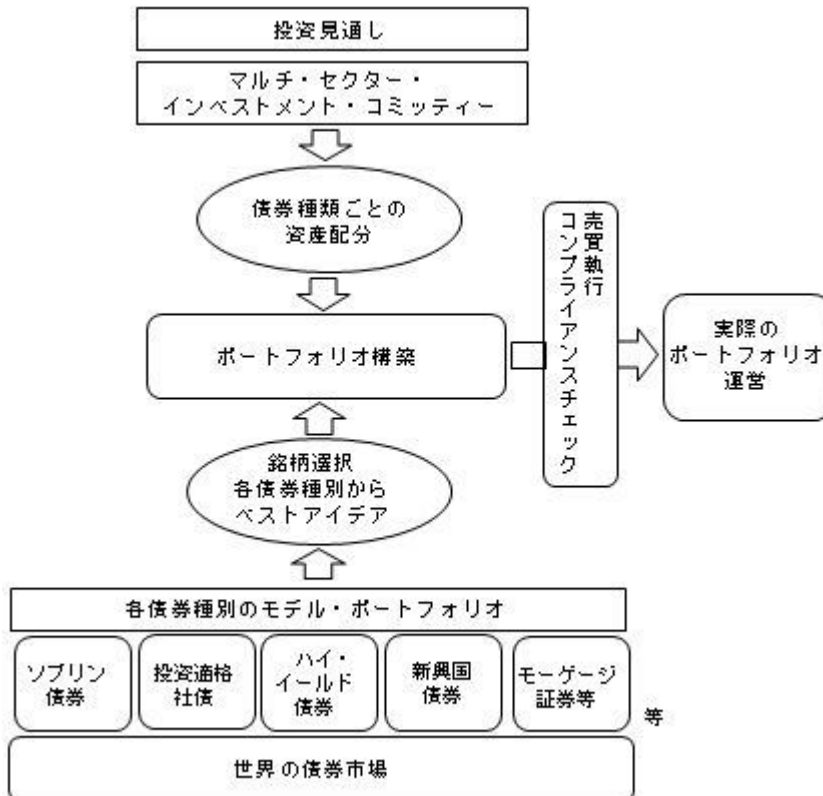 投資見通し
マルチ・セクター・
インベストメント・コミッティー
債券種類ごとの
資産配分
売買執行
コンプライアンスチェック
ポートフォリオ構築
実際の
ポートフォリオ
運営
銘柄選択
各債券種別から
ベストアイデア
各債券種別のモデル・ポートフォリオ
ソブリン
債券
投資適格
社債
ハイ・
イールド
債券
新興国
債券
モーゲージ
証券等
等
世界の債券市場